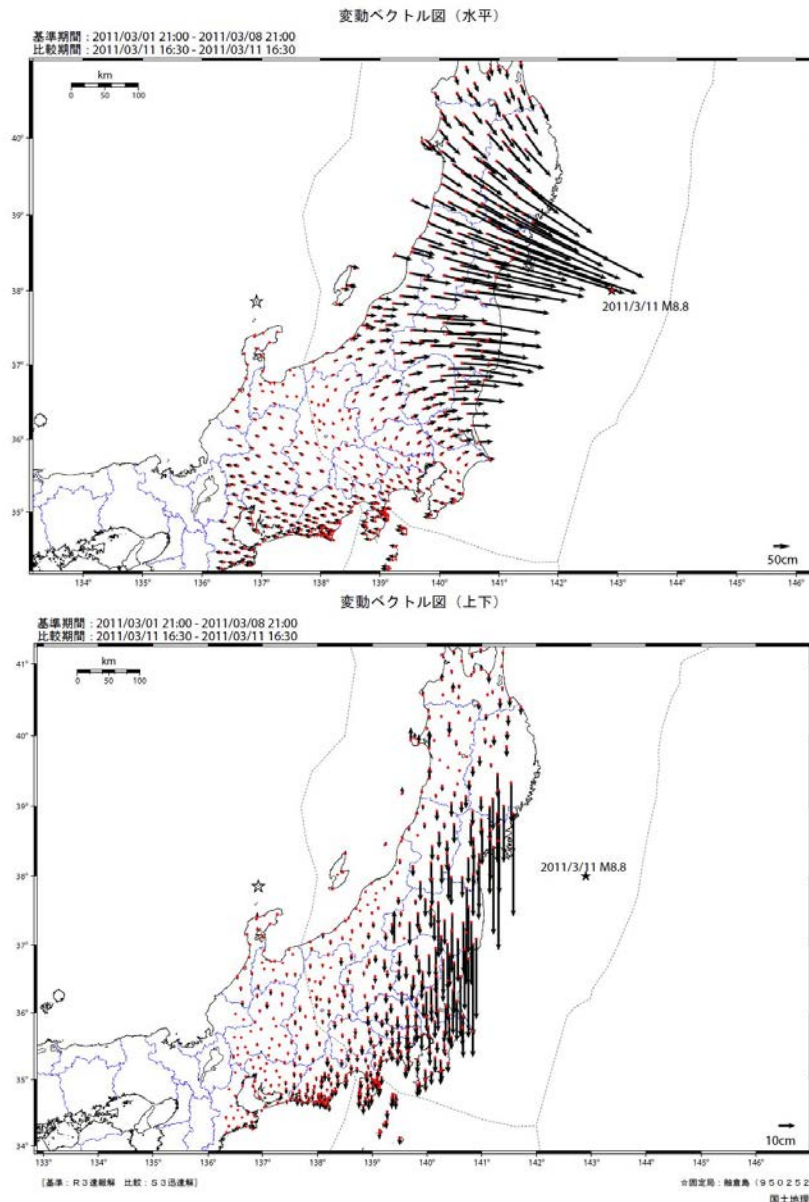 変動ベクトル図（水平）
基準期間：2011/03/01 21:00 - 2011/03/08 21:00
比較期間：2011/03/11 16:30 - 2011/03/11 16:30
km
0 50 100
40°
39°
38°
2011/3/11 M8.8
37°
36°
35°
50cm
134° 135° 136° 137° 138° 139° 140° 141° 142° 143° 144° 145° 146°
変動ベクトル図（上下）
基準期間：2011/03/01 21:00 - 2011/03/08 21:00
比較期間：2011/03/11 16:30 - 2011/03/11 16:30
km
0 50 100
41°
40°
39°
2011/3/11 M8.8
38°
37°
36°
35°
34°
10cm
133° 134° 135° 136° 137° 138° 139° 140° 141° 142° 143° 144° 145° 146°
[基準：R3速報解 比較：S3迅速解]
☆固定局：舳倉島（950252
国土地理